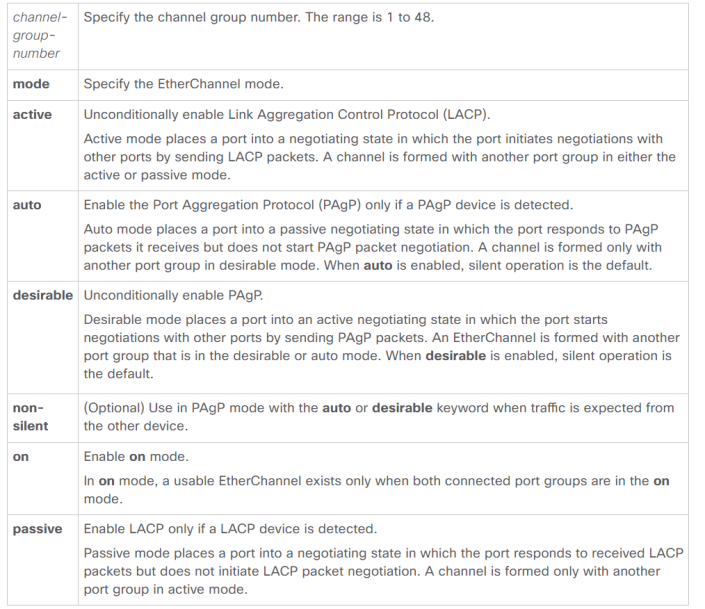 channel-
group-
number
Specify the channel group number. The range is 1 to 48.
mode
Specify the EtherChannel mode.
active
Unconditionally enable Link Aggregation Control Protocol (LACP).
Active mode places a port into a negotiating state in which the port initiates negotiations with
other ports by sending LACP packets. A channel is formed with another port group in either the
active or passive mode.
auto
Enable the Port Aggregation Protocol (PAgP) only if a PAgP device is detected.
Auto mode places a port into a passive negotiating state in which the port responds to PAgP
packets it receives but does not start PAgP packet negotiation. A channel is formed only with
another port group in desirable mode. When auto is enabled, silent operation is the default.
desirable
Unconditionally enable PAgP.
Desirable mode places a port into an active negotiating state in which the port starts
negotiations with other ports by sending PAgP packets. An EtherChannel is formed with another
port group that is in the desirable or auto mode. When desirable is enabled, silent operation is
the default.
non-
silent
(Optional) Use in PAgP mode with the auto or desirable keyword when traffic is expected from
the other device.
on
Enable on mode.
In on mode, a usable EtherChannel exists only when both connected port groups are in the on
mode.
passive
Enable LACP only if a LACP device is detected.
Passive mode places a port into a negotiating state in which the port responds to received LACP
packets but does not initiate LACP packet negotiation. A channel is formed only with another
port group in active mode.